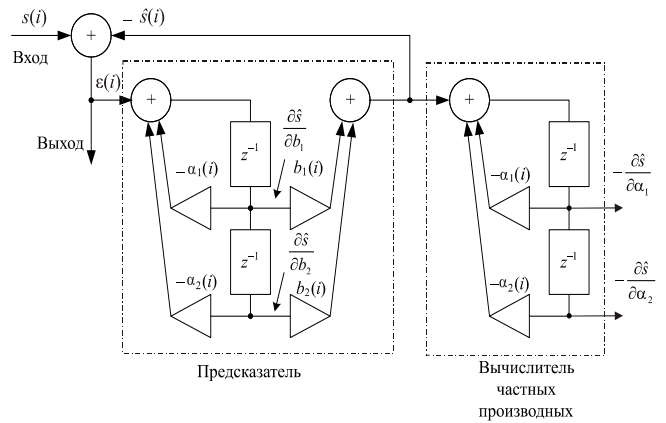 s(i)
− ŝ(i)
+
Вход
ε(i)
Выход
+
+
+
z⁻¹
∂ŝ
∂b₁
b₁(i)
−α₁(i)
z⁻¹
∂ŝ
∂b₂
b₂(i)
−α₂(i)
z⁻¹
−α₁(i)
− ∂ŝ
∂α₁
z⁻¹
−α₂(i)
− ∂ŝ
∂α₂
Предсказатель
Вычислитель
частных
производных